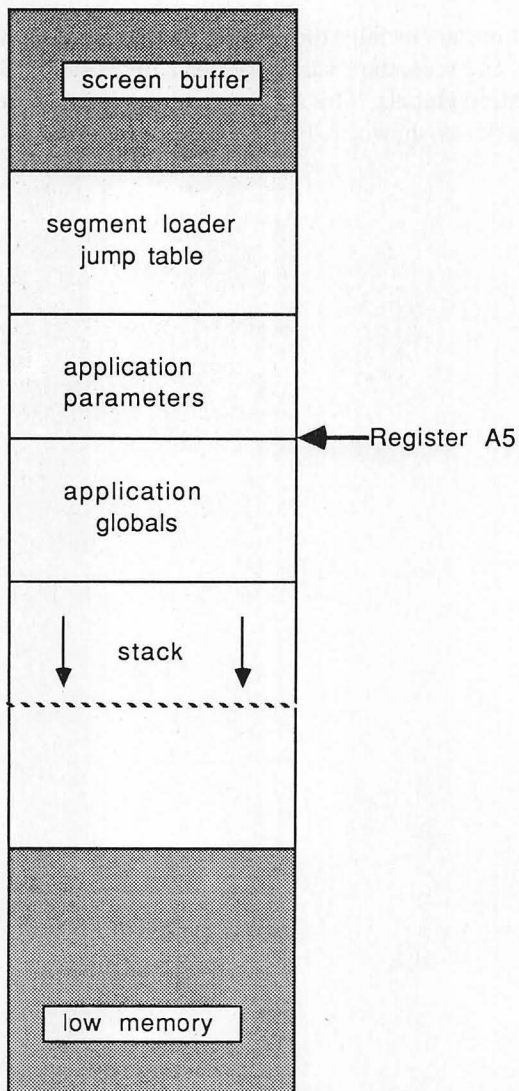 screen buffer
segment loader
jump table
application
parameters
Register A5
application
globals
stack
low memory